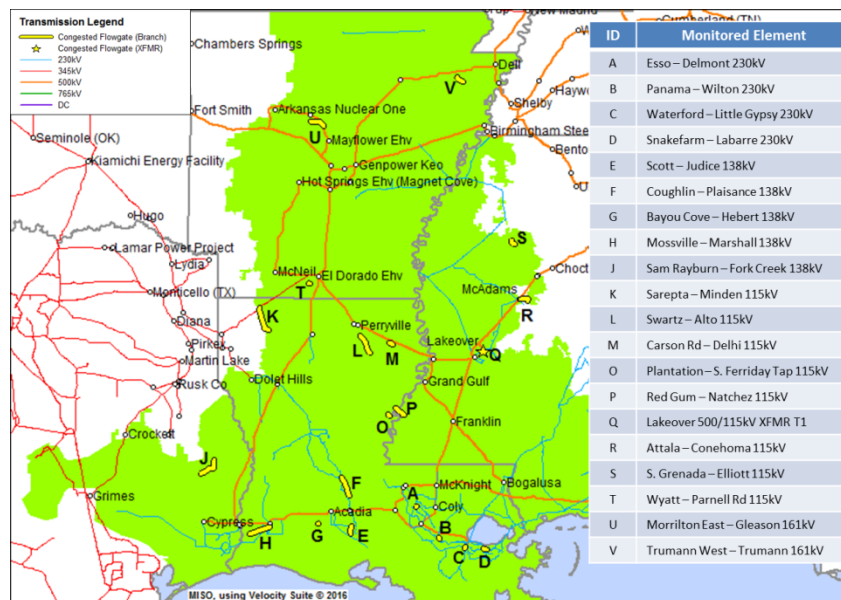 Transmission Legend
Congested Flowgate (Branch)
Congested Flowgate (XFMR)
230kV
345kV
500kV
765kV
DC
ID Monitored Element
A Esso – Delmont 230kV
B Panama – Wilton 230kV
C Waterford – Little Gypsy 230kV
D Snakefarm – Labarre 230kV
E Scott – Judice 138kV
F Coughlin – Plaisance 138kV
G Bayou Cove – Hebert 138kV
H Mossville – Marshall 138kV
J Sam Rayburn – Fork Creek 138kV
K Sarepta – Minden 115kV
L Swartz – Alto 115kV
M Carson Rd – Delhi 115kV
O Plantation – S. Ferriday Tap 115kV
P Red Gum – Natchez 115kV
Q Lakeover 500/115kV XFMR T1
R Attala – Conehoma 115kV
S S. Grenada – Elliott 115kV
T Wyatt – Parnell Rd 115kV
U Morrilton East – Gleason 161kV
V Trumann West – Trumann 161kV
New Madrid
Cumberland (TN)
Chambers Springs
Dell
V
Haywo
Shelby
Fort Smith
Arkansas Nuclear One
U
Birmingham Stee
Seminole (OK)
Mayflower Ehv
Bento
Kiamichi Energy Facility
Genpower Keo
Hot Springs Ehv (Magnet Cove)
Hugo
S
Lamar Power Project
Lydia
McNeil
El Dorado Ehv
Choct
Monticello (TX)
T
McAdams
R
K
Diana
Perryville
Pirkey
L
M
Lakeover
Q
Martin Lake
Rusk Co
Dolet Hills
Grand Gulf
P
O
Franklin
Crockett
J
F
A
McKnight
Bogalusa
Grimes
Coly
Cypress
Acadia
B
H
G
E
C
D
MISO, using Velocity Suite © 2016